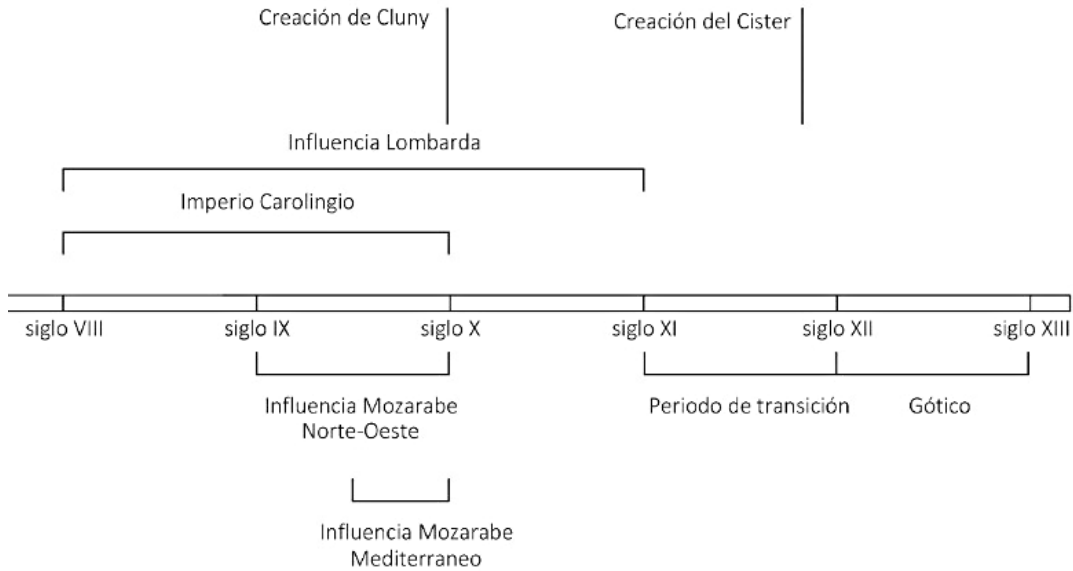 Creación de Cluny
Creación del Cister
Influencia Lombarda
Imperio Carolingio
siglo VIII
siglo IX
siglo X
siglo XI
siglo XII
siglo XIII
Influencia Mozarabe
Norte-Oeste
Periodo de transición
Gótico
Influencia Mozarabe
Mediterraneo